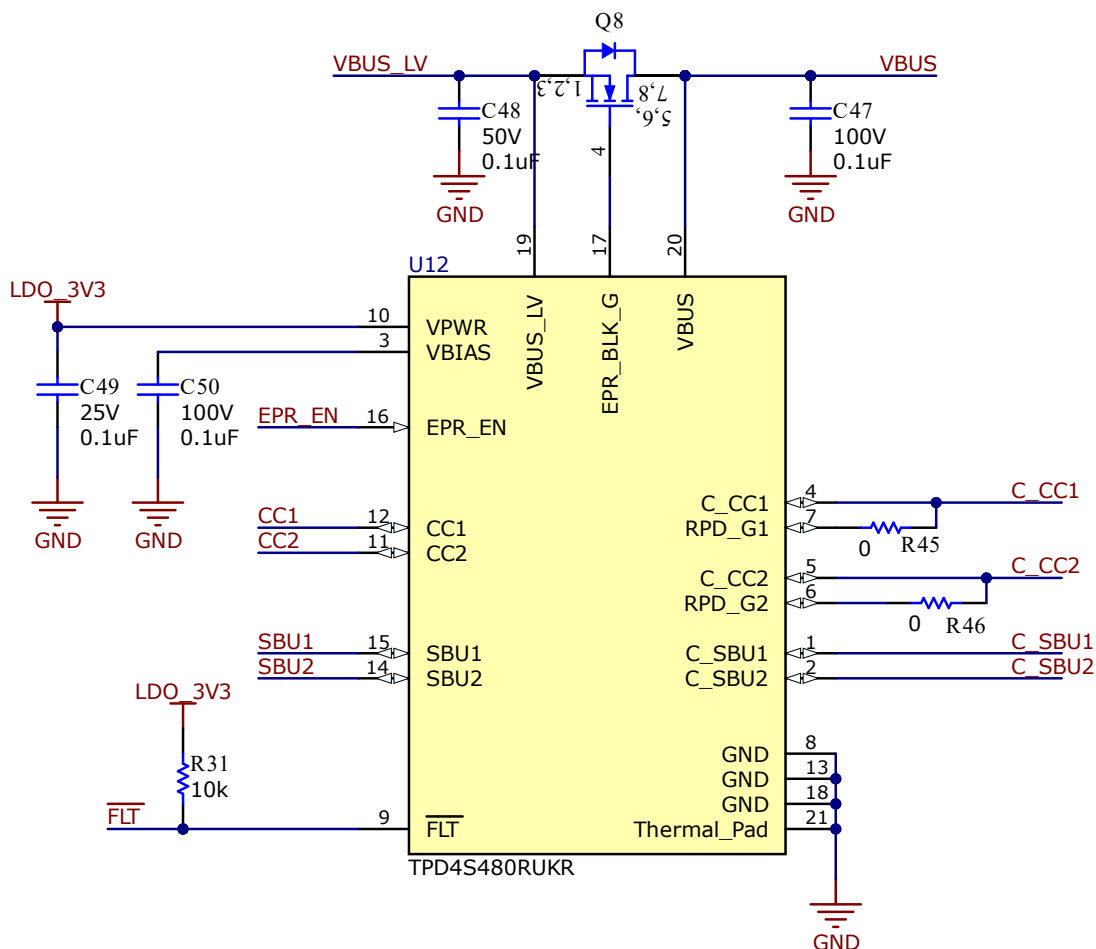 Q8
VBUS_LV
VBUS
1,2,3
7,8
5,6,
C48
50V
0.1uF
C47
100V
0.1uF
4
GND
GND
19
17
20
U12
LDO_3V3
VBUS_LV
EPR_BLK_G
VBUS
10
VPWR
3
VBIAS
C49
25V
0.1uF
C50
100V
0.1uF
EPR_EN
16
EPR_EN
GND
GND
C_CC1
4
C_CC1
RPD_G1
7
0
R45
CC1
12
CC1
CC2
11
CC2
C_CC2
5
C_CC2
RPD_G2
6
0
R46
SBU1
15
SBU1
SBU2
14
SBU2
C_SBU1
1
C_SBU1
C_SBU2
2
C_SBU2
LDO_3V3
R31
10k
GND
8
GND
13
GND
18
Thermal_Pad
21
FLT
9
FLT
TPD4S480RUKR
GND